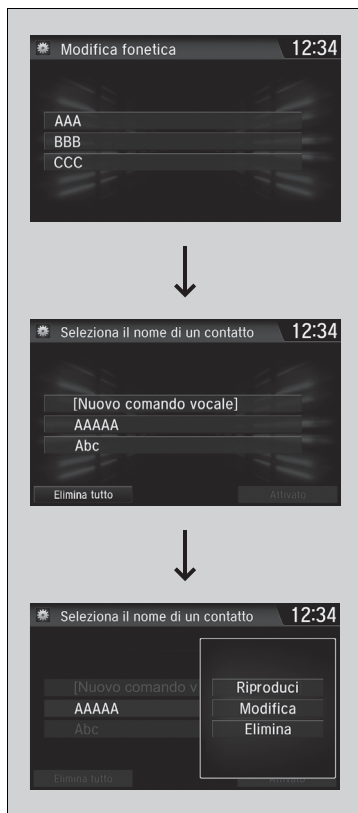 Modifica fonetica 12:34
AAA
BBB
CCC
Seleziona il nome di un contatto 12:34
[Nuovo comando vocale]
AAAAA
Abc
Elimina tutto Attivato
Seleziona il nome di un contatto 12:34
[Nuovo comando v Riproduci
AAAAA Modifica
Abc Elimina
Elimina tutto Attivato